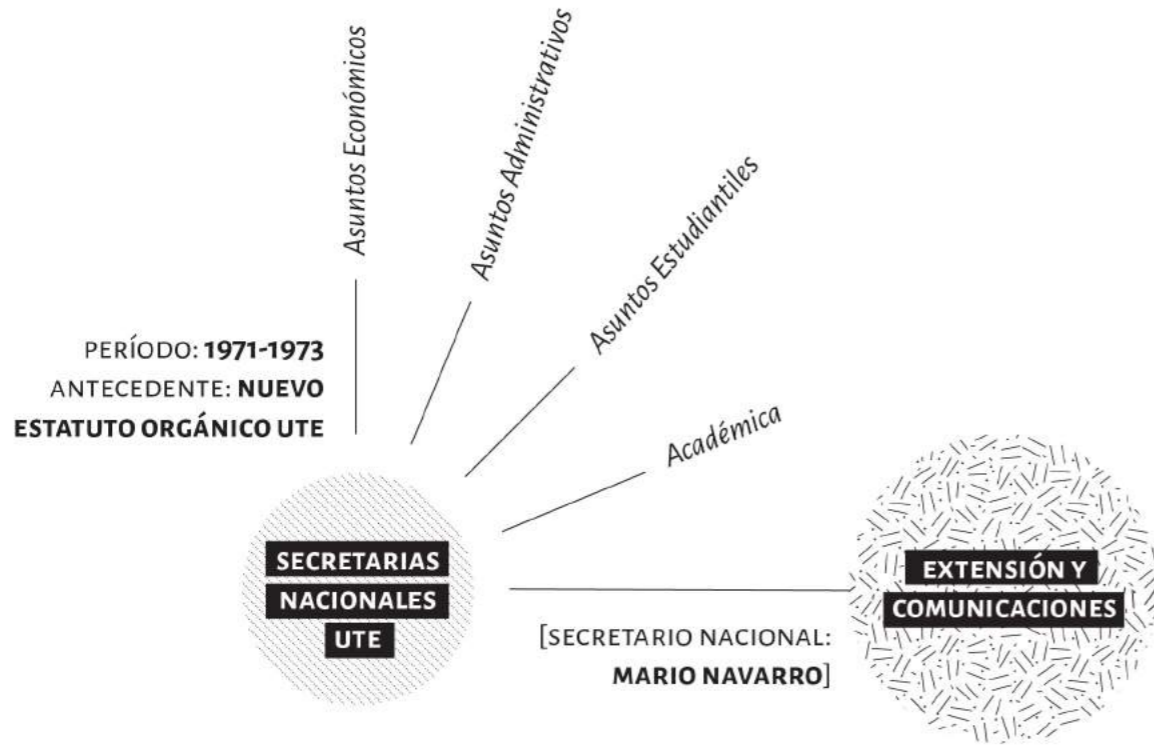 Asuntos Económicos
Asuntos Administrativos
Asuntos Estudiantiles
Académica
PERÍODO: 1971-1973
ANTECEDENTE: NUEVO
ESTATUTO ORGÁNICO UTE
SECRETARIAS
NACIONALES
UTE
EXTENSIÓN Y
COMUNICACIONES
[SECRETARIO NACIONAL:
MARIO NAVARRO]